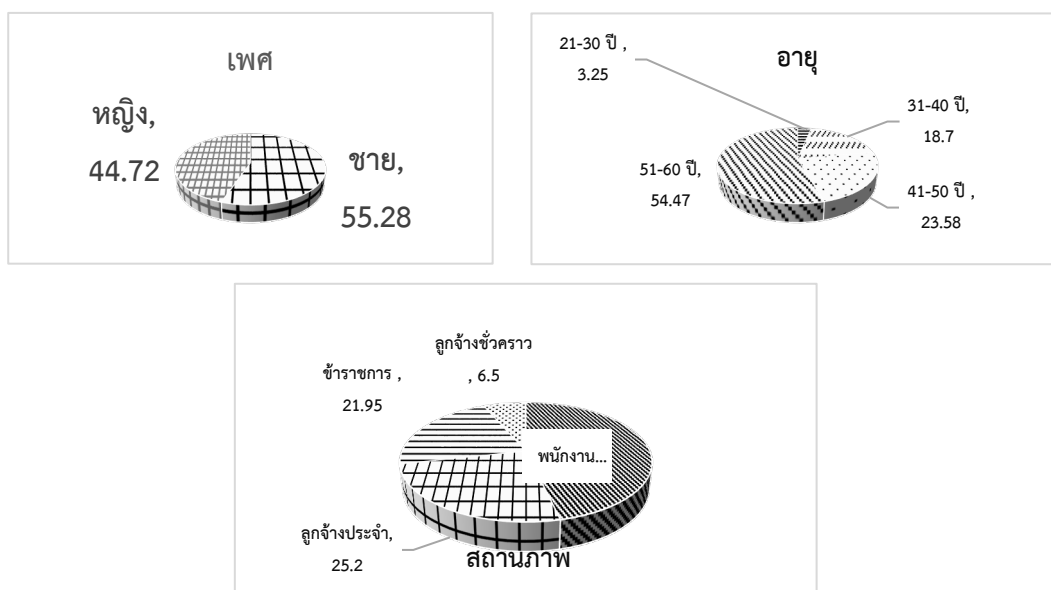 เพศ
หญิง,
44.72
ชาย,
55.28
อายุ
21-30 ปี ,
3.25
31-40 ปี,
18.7
41-50 ปี ,
23.58
51-60 ปี,
54.47
ลูกจ้างชั่วคราว
, 6.5
ข้าราชการ ,
21.95
พนักงาน...
ลูกจ้างประจำ,
25.2
สถานภาพ